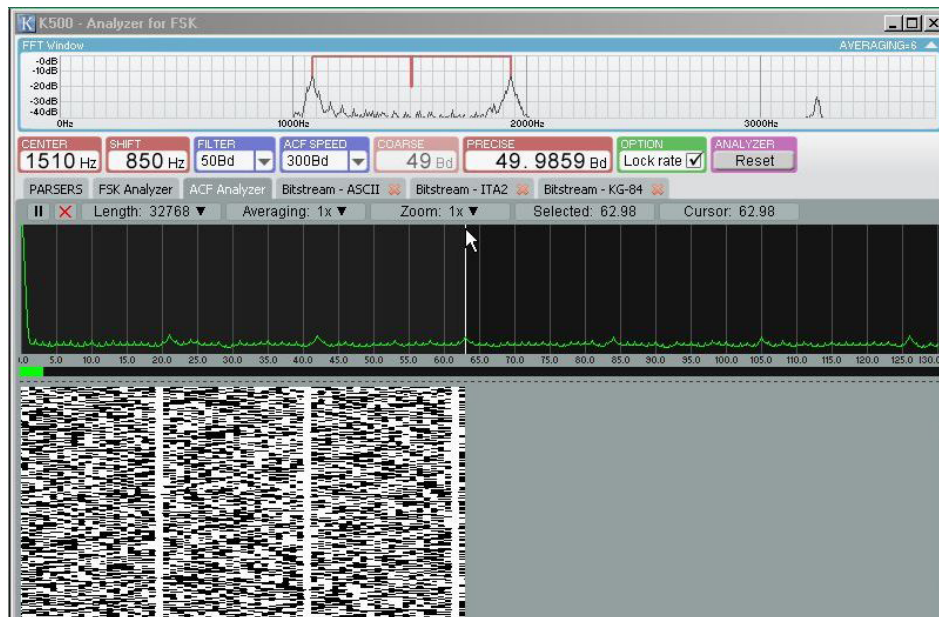 K K500 - Analyzer for FSK
FFT Window AVERAGING=6
-0dB
-10dB
-20dB
-30dB
-40dB
0Hz 1000Hz 2000Hz 3000Hz
CENTER SHIFT FILTER ACF SPEED COARSE PRECISE OPTION ANALYZER
1510 Hz 850 Hz 50Bd 300Bd 49 Bd 49.9859 Bd Lock rate Reset
PARSERS FSK Analyzer ACF Analyzer Bitstream - ASCII Bitstream - ITA2 Bitstream - KG-84
Length: 32768 Averaging: 1x Zoom: 1x Selected: 62.98 Cursor: 62.98
5.0 10.0 15.0 20.0 25.0 30.0 35.0 40.0 45.0 50.0 55.0 60.0 65.0 70.0 75.0 80.0 85.0 90.0 95.0 100.0 105.0 110.0 115.0 120.0 125.0 130.0